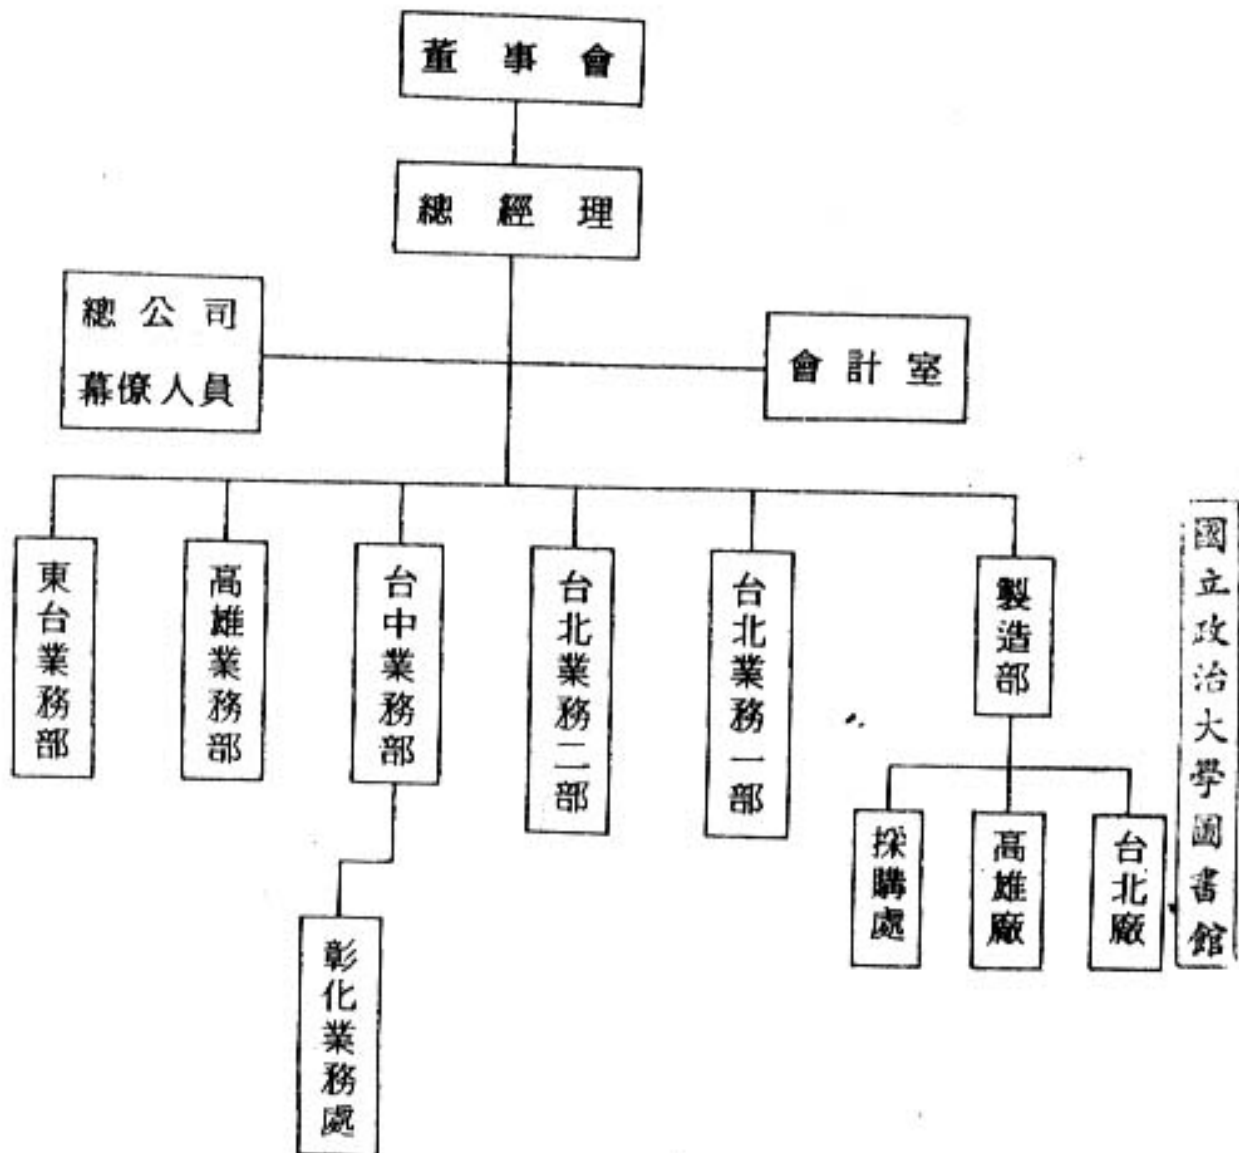 董事會
總經理
總公司
幕僚人員
會計室
東台業務部
高雄業務部
台中業務部
台北業務二部
台北業務一部
製造部
採購處
高雄廠
台北廠
彰化業務處
國立政治大學圖書館